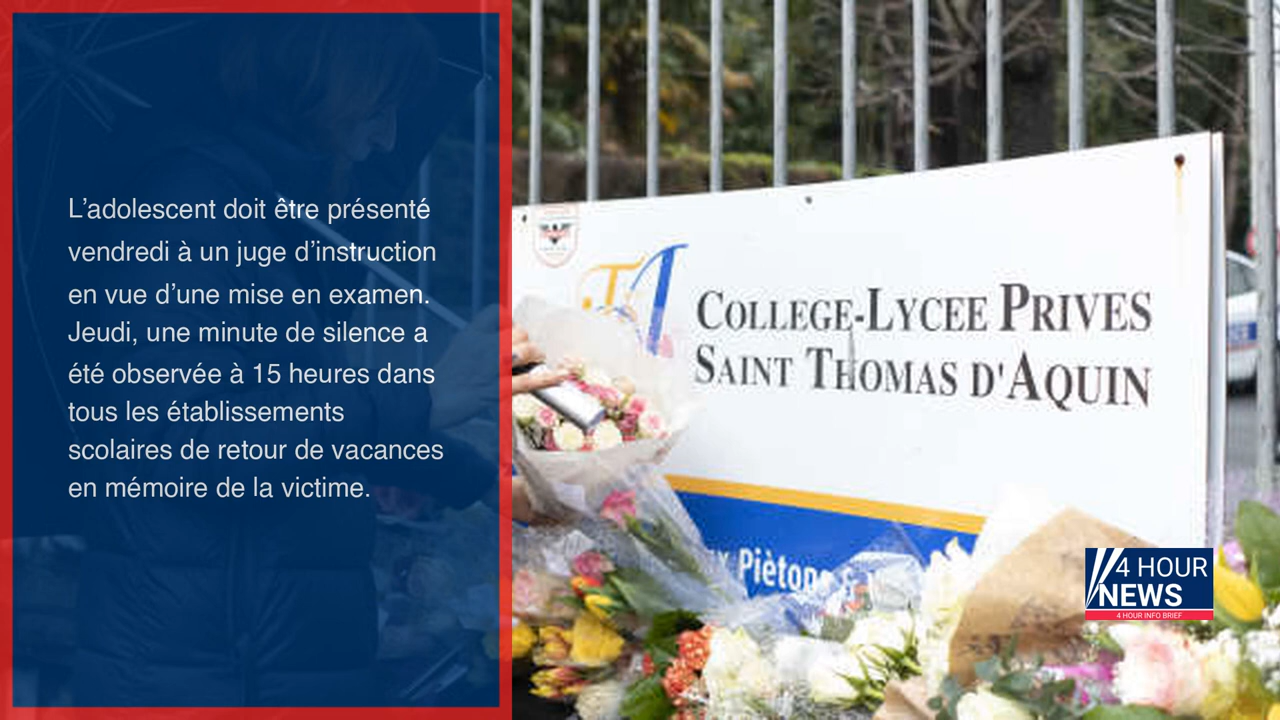 L’adolescent doit être présenté
vendredi à un juge d’instruction
en vue d’une mise en examen.
Jeudi, une minute de silence a
été observée à 15 heures dans
tous les établissements
scolaires de retour de vacances
en mémoire de la victime.
COLLEGE-LYCEE PRIVES
SAINT THOMAS D'AQUIN
Piètons &
4 HOUR
NEWS
4 HOUR INFO BRIEF